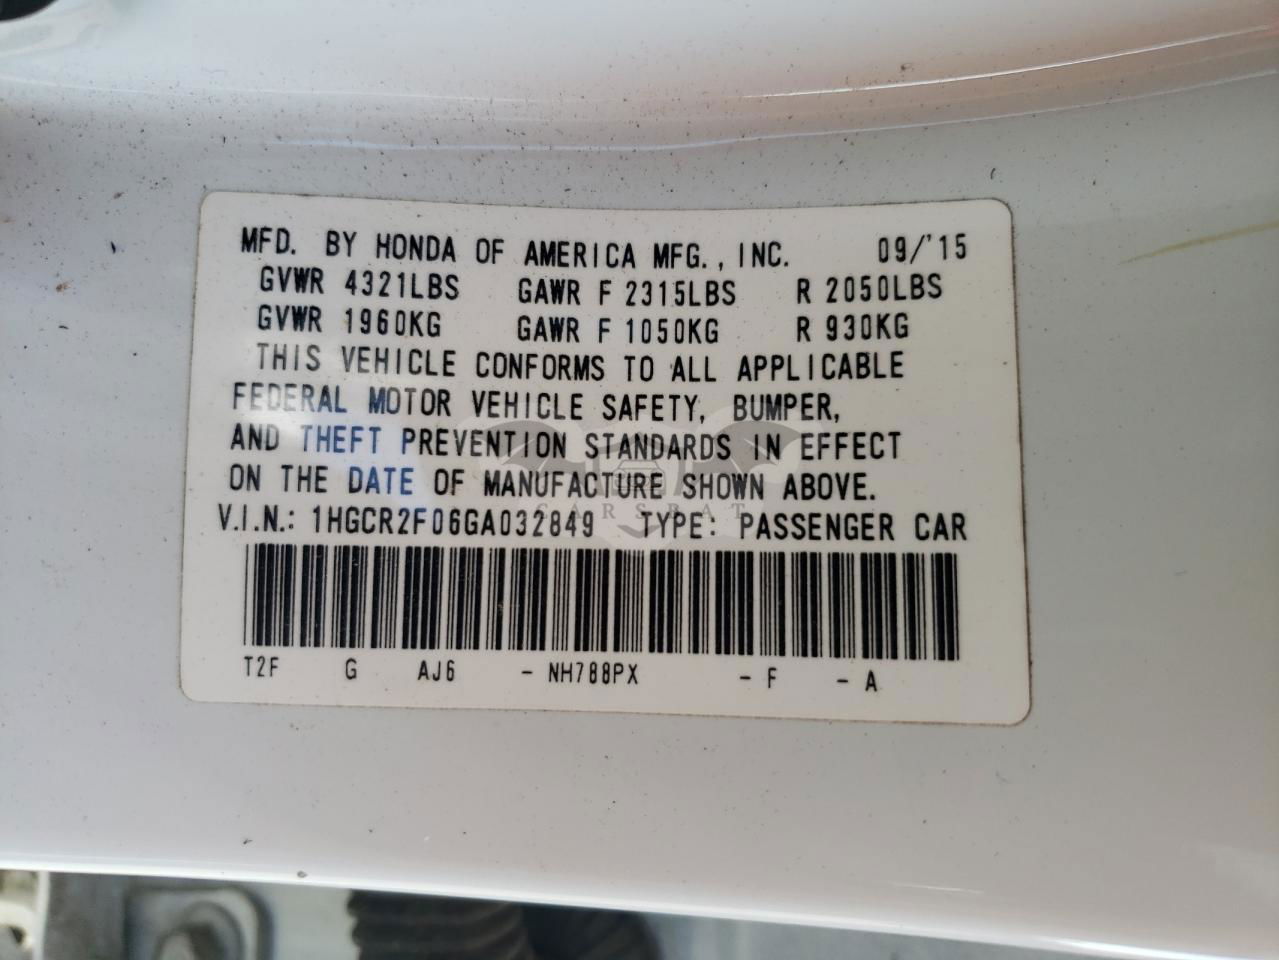 MFD. BY HONDA OF AMERICA MFG., INC. 09/'15
GVWR 4321LBS GAWR F 2315LBS R 2050LBS
GVWR 1960KG GAWR F 1050KG R 930KG
THIS VEHICLE CONFORMS TO ALL APPLICABLE
FEDERAL MOTOR VEHICLE SAFETY, BUMPER,
AND THEFT PREVENTION STANDARDS IN EFFECT
ON THE DATE OF MANUFACTURE SHOWN ABOVE.
CARSBAT
V.I.N.: 1HGCR2F06GA032849 TYPE: PASSENGER CAR
T2F G AJ6 - NH788PX - F - A